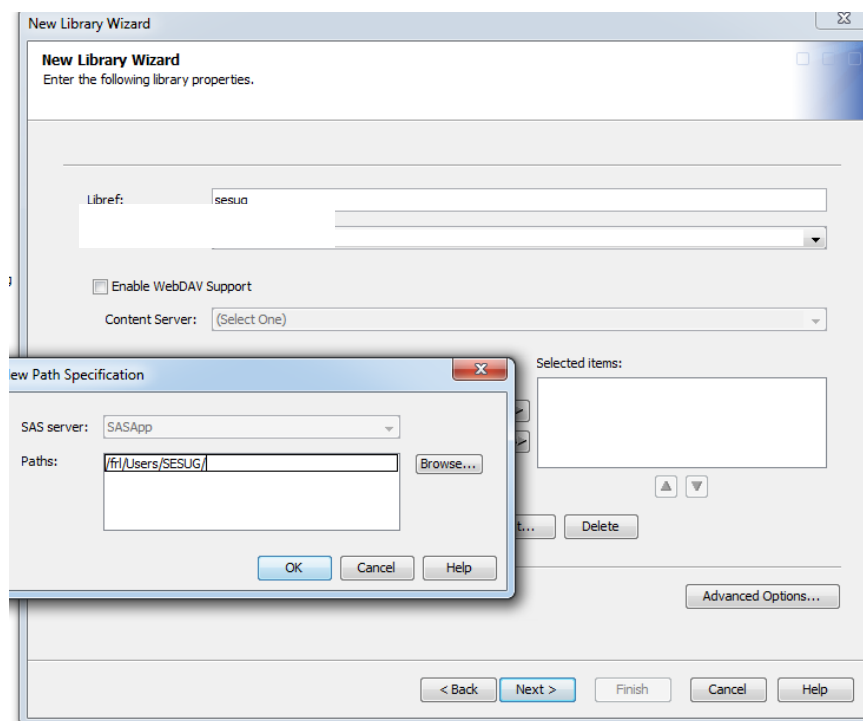 New Library Wizard
New Library Wizard
Enter the following library properties.
Libref: sesug
Enable WebDAV Support
Content Server: (Select One)
Selected items:
Delete
Advanced Options...
< Back Next > Finish Cancel Help
Path Specification
SAS server: SASApp
Paths: /frl/Users/SESUG/
Browse...
OK Cancel Help